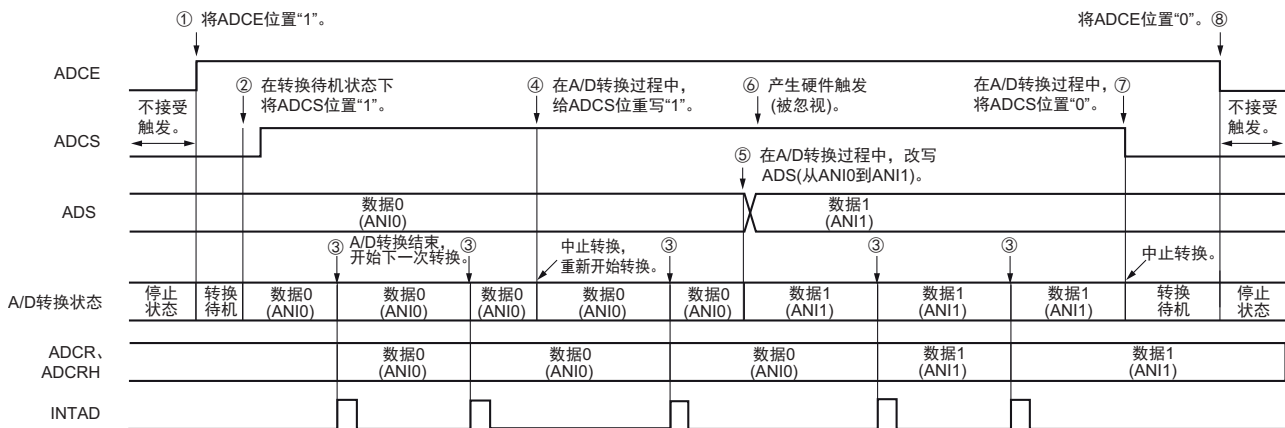 ① 将ADCE位置“1”。
将ADCE位置“0”。 ⑧
ADCE
② 在转换待机状态下
将ADCS位置“1”。
④ 在A/D转换过程中，
给ADCS位重写“1”。
⑥ 产生硬件触发
(被忽视)。
在A/D转换过程中， ⑦
将ADCS位置“0”。
不接受
触发。
不接受
触发。
ADCS
⑤ 在A/D转换过程中，改写
ADS(从ANI0到ANI1)。
ADS
数据0
(ANI0)
数据1
(ANI1)
③ A/D转换结束，
开始下一次转换。
③
中止转换，
重新开始转换。
③
③
③
中止转换。
A/D转换状态
停止
状态
转换
待机
数据0
(ANI0)
数据0
(ANI0)
数据0
(ANI0)
数据0
(ANI0)
数据0
(ANI0)
数据1
(ANI1)
数据1
(ANI1)
数据1
(ANI1)
转换
待机
停止
状态
ADCR、
ADCRH
数据0
(ANI0)
数据0
(ANI0)
数据0
(ANI0)
数据1
(ANI1)
数据1
(ANI1)
INTAD